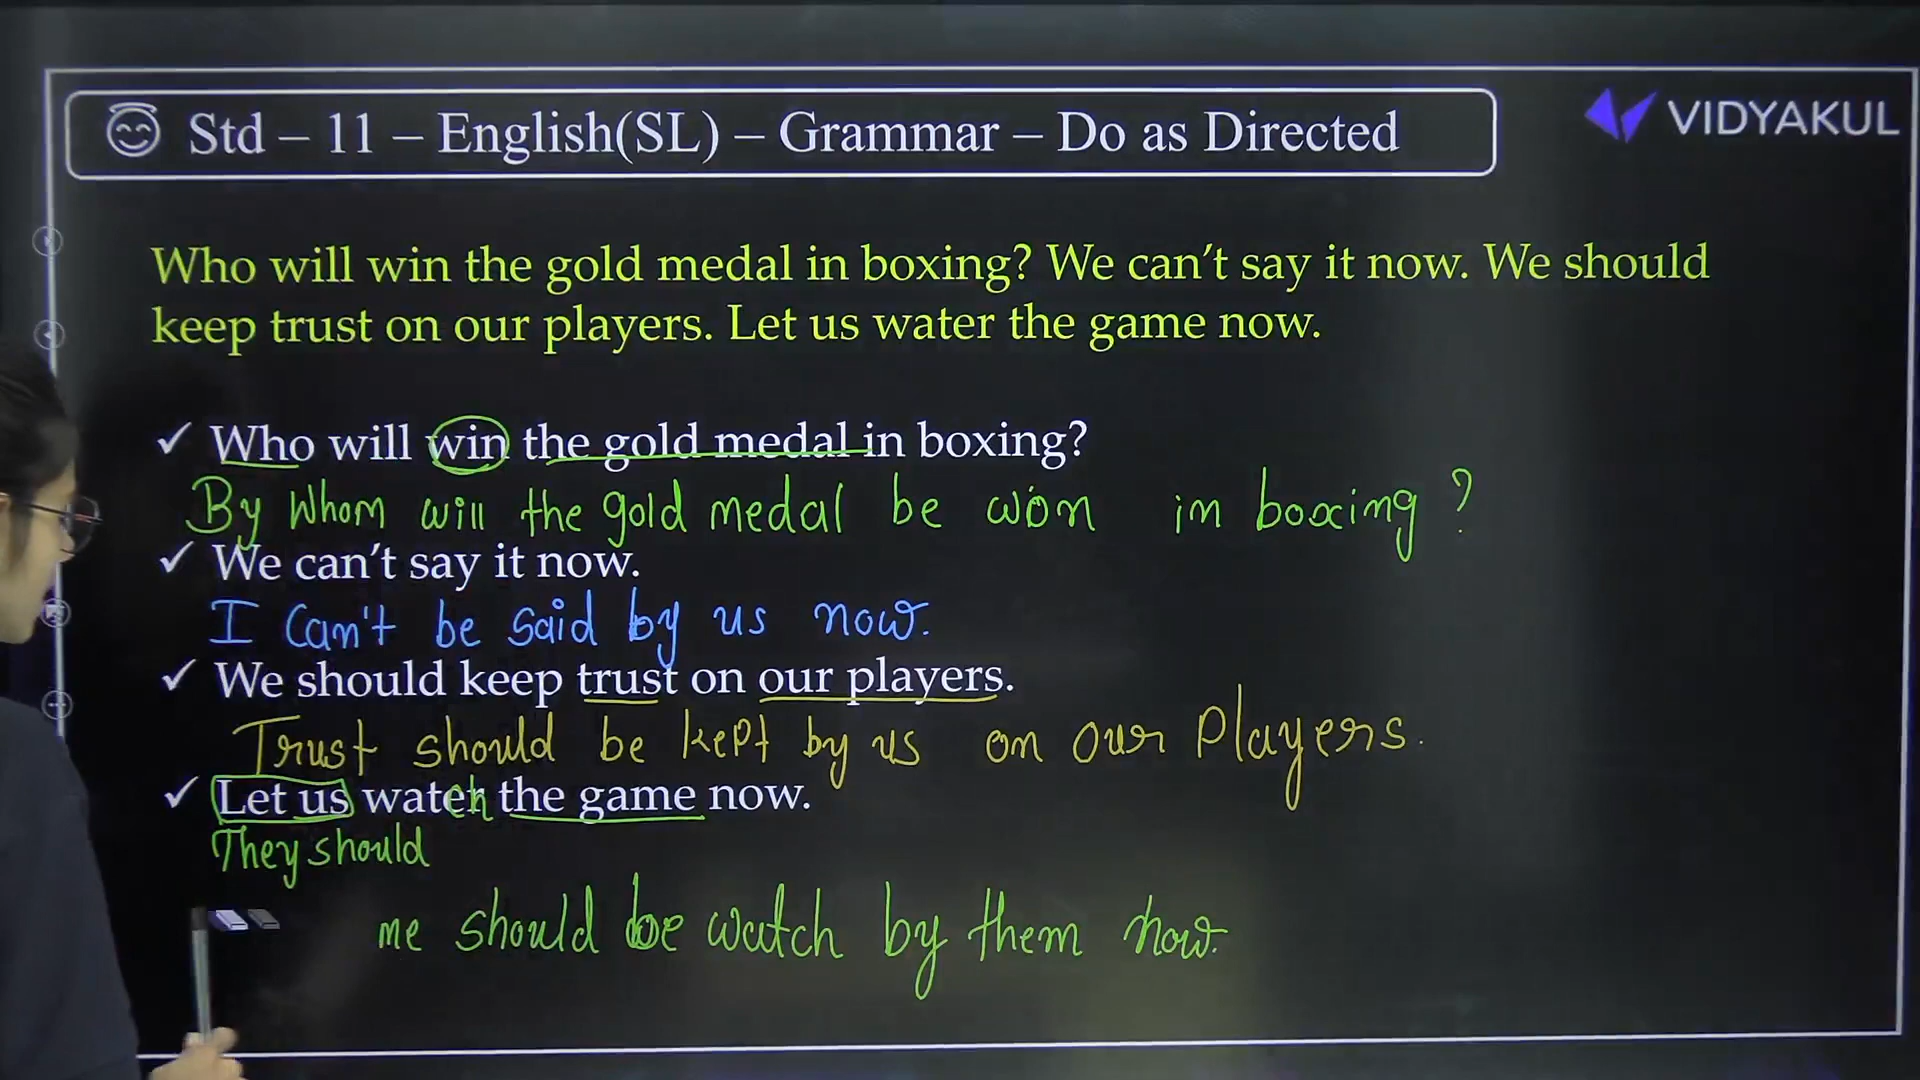 Std – 11 – English(SL) – Grammar – Do as Directed
VIDYAKUL
Who will win the gold medal in boxing? We can't say it now. We should
keep trust on our players. Let us water the game now.
✓ Who will win the gold medal in boxing?
By Whom will the gold medal be won in boxing ?
✓ We can't say it now.
I can't be said by us now.
✓ We should keep trust on our players.
Trust should be kept by us on our Players.
✓ Let us watch the game now.
They should
me should be watch by them now.